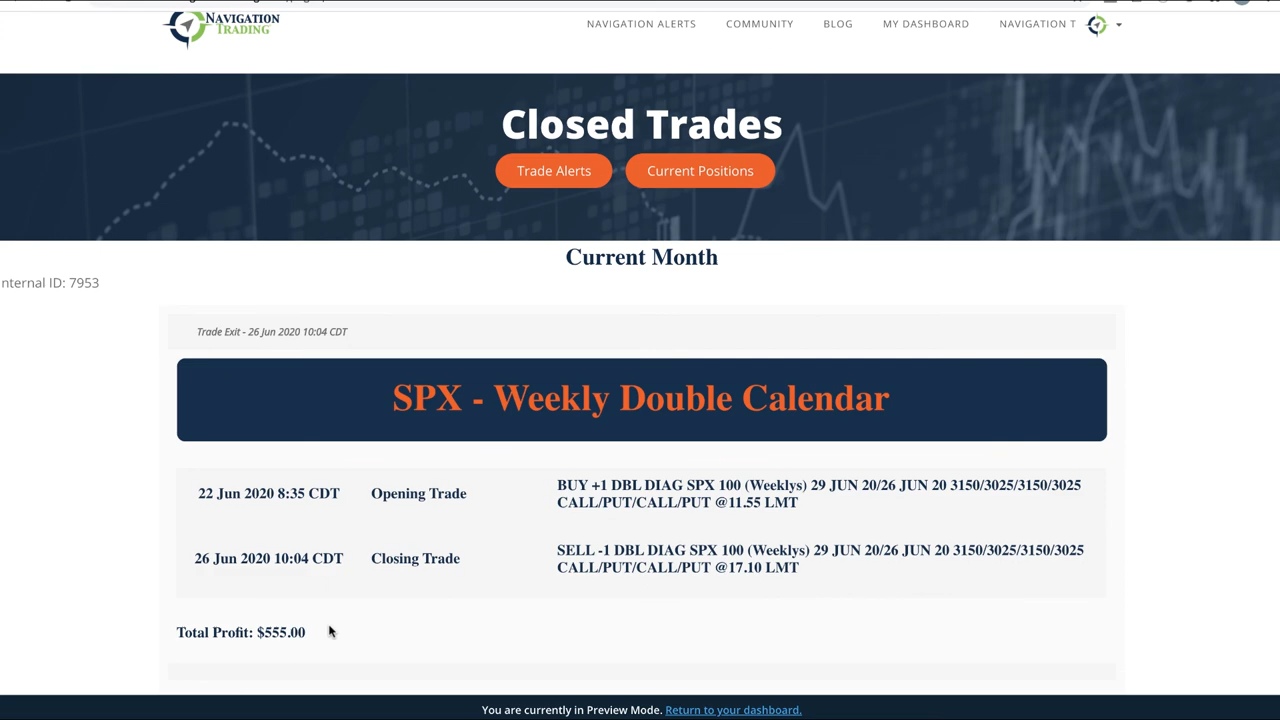 NAVIGATION
TRADING
NAVIGATION ALERTS COMMUNITY BLOG MY DASHBOARD NAVIGATION T
Closed Trades
Trade Alerts Current Positions
Current Month
nternal ID: 7953
Trade Exit - 26 Jun 2020 10:04 CDT
SPX - Weekly Double Calendar
22 Jun 2020 8:35 CDT Opening Trade BUY +1 DBL DIAG SPX 100 (Weeklys) 29 JUN 20/26 JUN 20 3150/3025/3150/3025
CALL/PUT/CALL/PUT @11.55 LMT
26 Jun 2020 10:04 CDT Closing Trade SELL -1 DBL DIAG SPX 100 (Weeklys) 29 JUN 20/26 JUN 20 3150/3025/3150/3025
CALL/PUT/CALL/PUT @17.10 LMT
Total Profit: $555.00
You are currently in Preview Mode. Return to your dashboard.